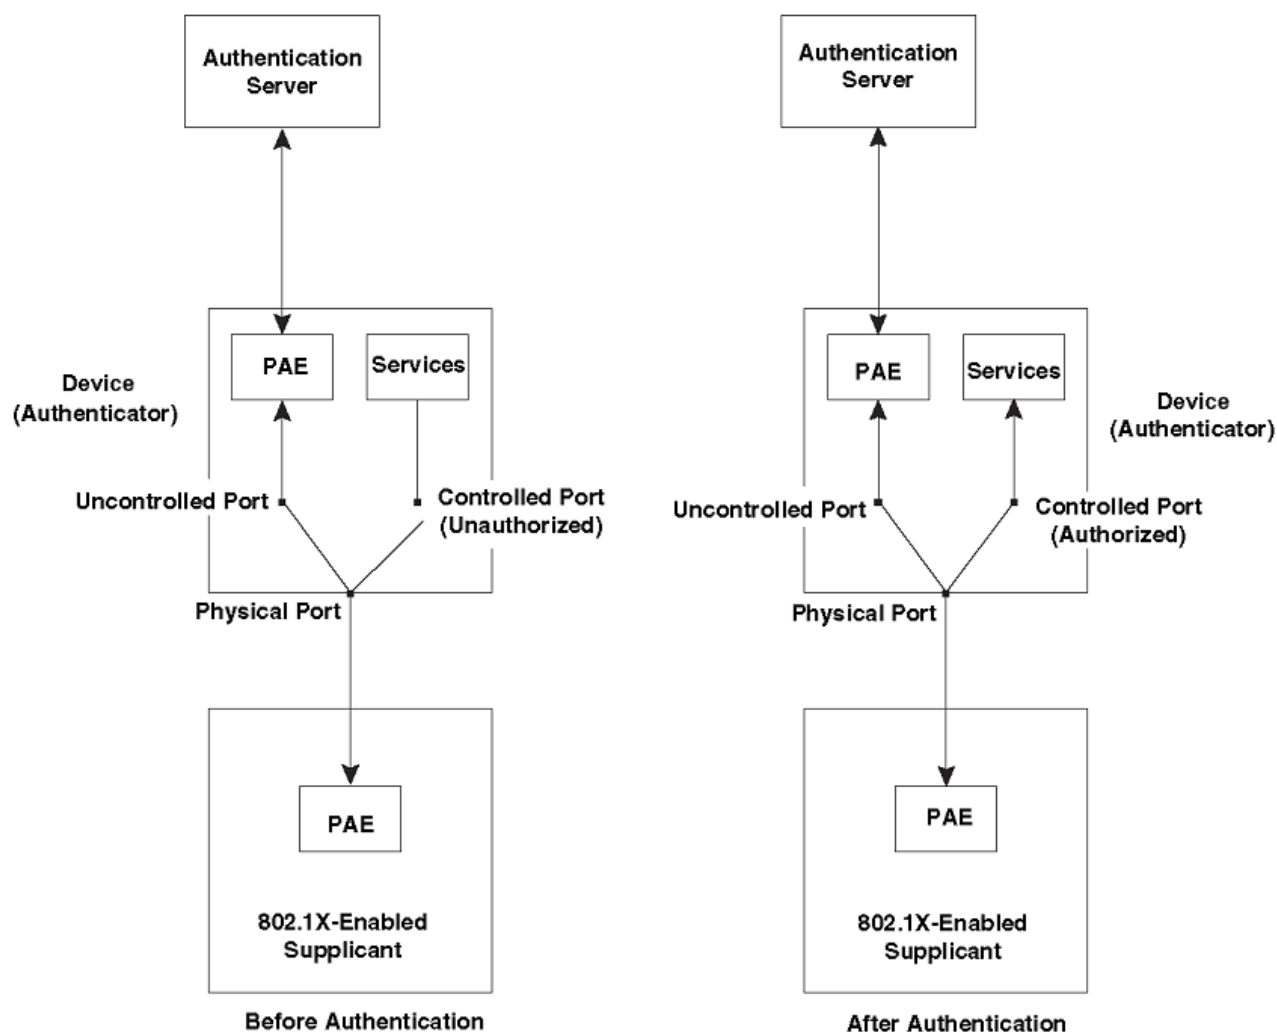 Authentication
Server
PAE
Services
Device
(Authenticator)
Uncontrolled Port
Controlled Port
(Unauthorized)
Physical Port
PAE
802.1X-Enabled
Supplicant
Before Authentication
Authentication
Server
PAE
Services
Device
(Authenticator)
Uncontrolled Port
Controlled Port
(Authorized)
Physical Port
PAE
802.1X-Enabled
Supplicant
After Authentication